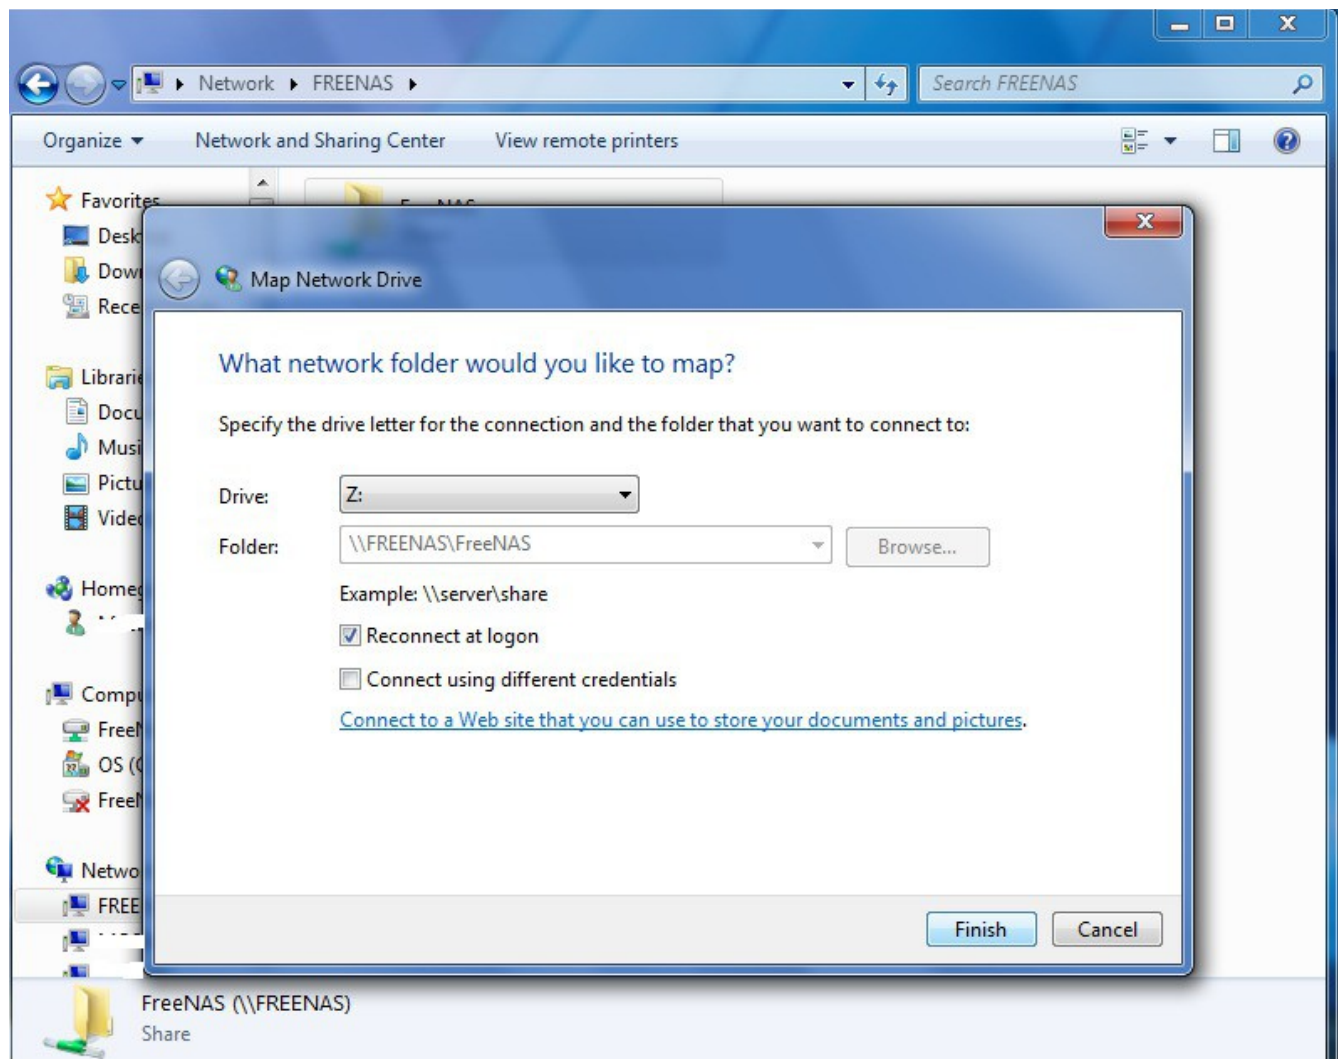 Network FREENAS
Search FREENAS
Organize Network and Sharing Center View remote printers
Favorites
Map Network Drive
What network folder would you like to map?
Specify the drive letter for the connection and the folder that you want to connect to:
Drive: Z:
Folder: \\FREENAS\FreeNAS Browse...
Example: \\server\share
Reconnect at logon
Connect using different credentials
Connect to a Web site that you can use to store your documents and pictures.
OS (
Finish Cancel
FreeNAS (\\FREENAS)
Share